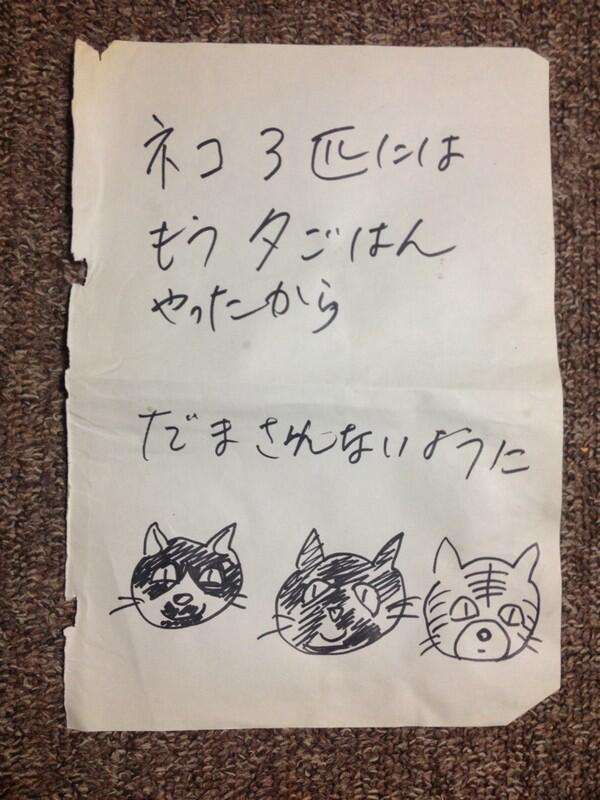 ネコ3匹には
もう夕ごはん
やったから
だまされないように